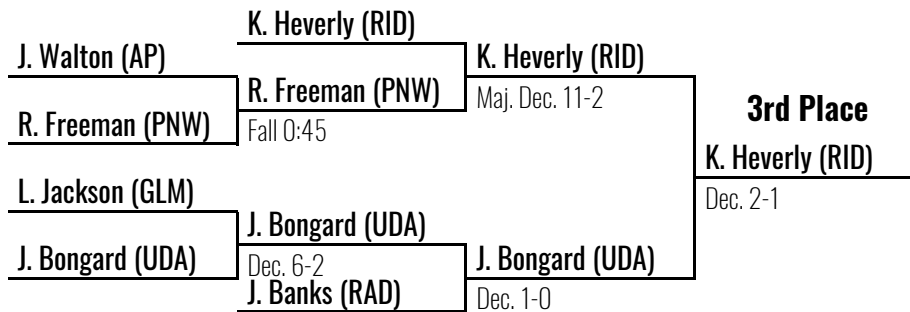 K. Heverly (RID)
J. Walton (AP)
K. Heverly (RID)
R. Freeman (PNW)
Maj. Dec. 11-2
3rd Place
R. Freeman (PNW)
Fall 0:45
K. Heverly (RID)
L. Jackson (GLM)
Dec. 2-1
J. Bongard (UDA)
J. Bongard (UDA)
Dec. 6-2
J. Bongard (UDA)
J. Banks (RAD)
Dec. 1-0